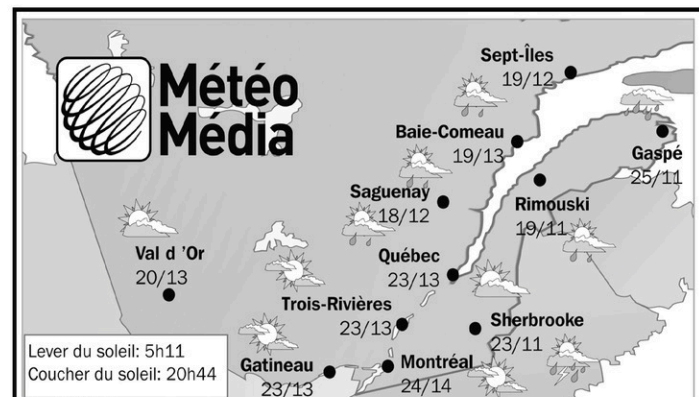 Météo
Média
Sept-Îles
19/12
Baie-Comeau
19/13
Gaspé
25/11
Saguenay
18/12
Rimouski
19/11
Val d 'Or
20/13
Québec
23/13
Trois-Rivières
23/13
Sherbrooke
23/11
Gatineau
23/13
Montréal
24/14
Lever du soleil: 5h11
Coucher du soleil: 20h44